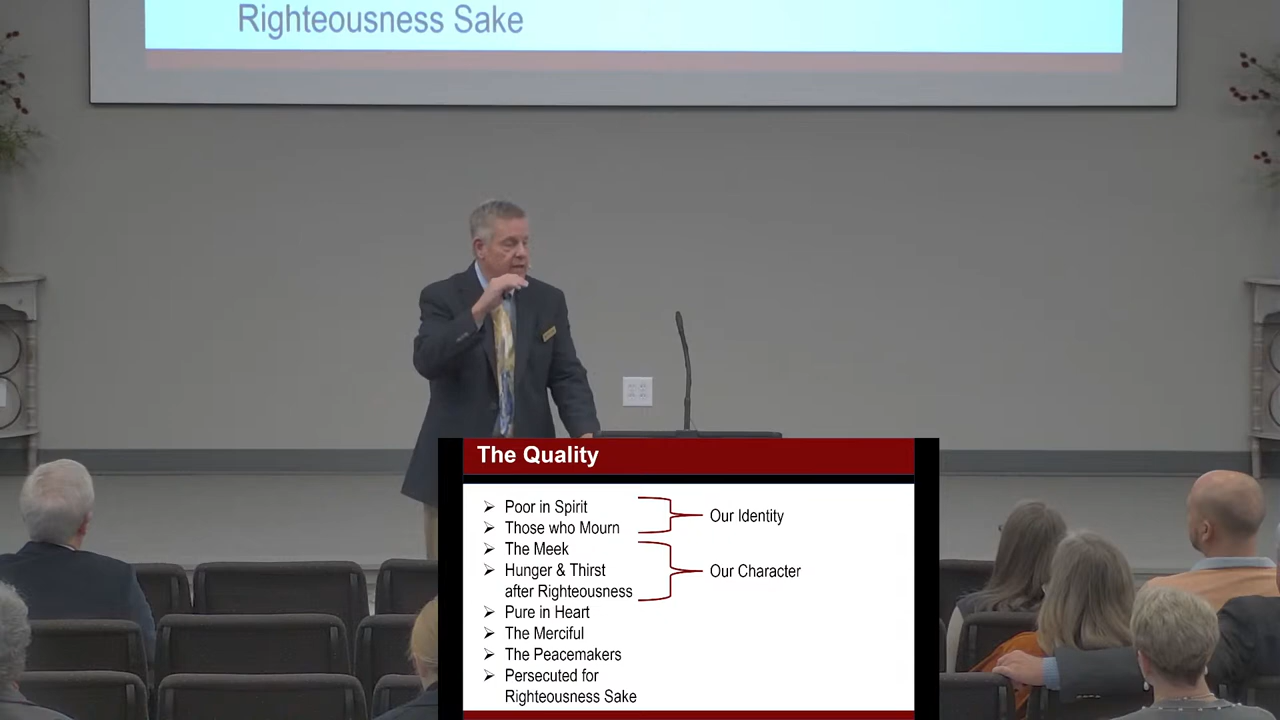 Righteousness Sake
The Quality
➢ Poor in Spirit
➢ Those who Mourn
Our Identity
➢ The Meek
➢ Hunger & Thirst
after Righteousness
Our Character
➢ Pure in Heart
➢ The Merciful
➢ The Peacemakers
➢ Persecuted for
Righteousness Sake